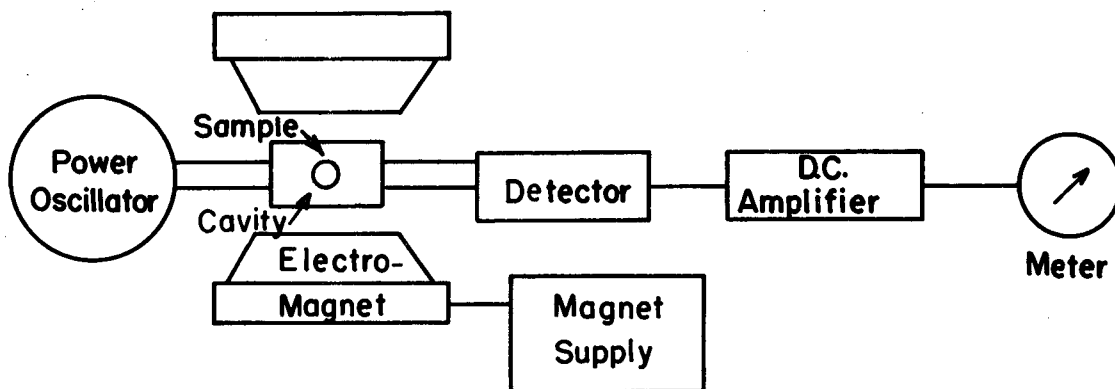 Sample
Power
Oscillator
Cavity
Detector
D.C.
Amplifier
Meter
Electro-
Magnet
Magnet
Supply